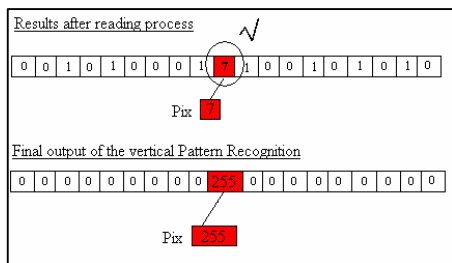 Results after reading process
0 0 1 0 1 0 0 0 1 7 1 0 0 1 0 1 0 1 0
Pix 7
Final output of the vertical Pattern Recognition
0 0 0 0 0 0 0 0 0 255 0 0 0 0 0 0 0 0 0
Pix 255